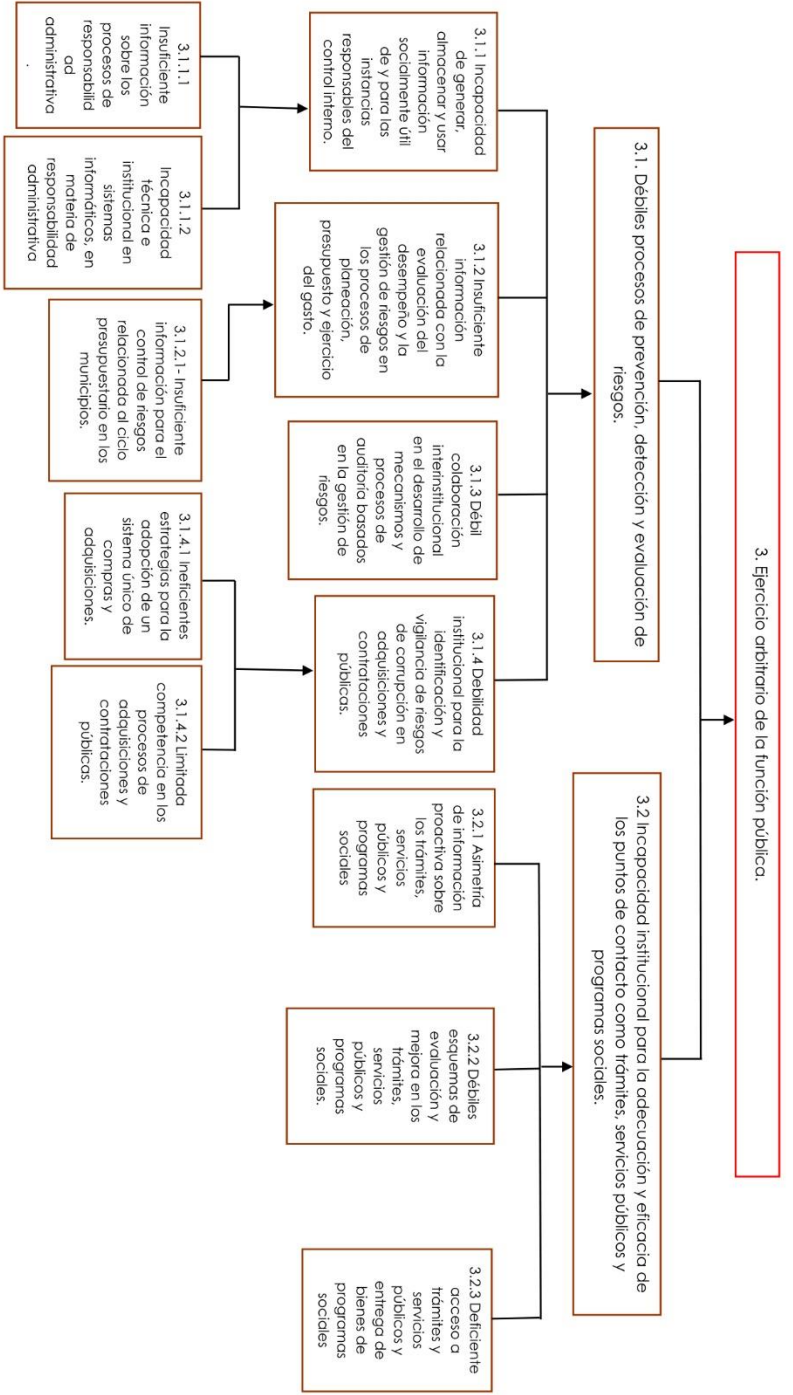 3. Ejercicio arbitrario de la función pública.
3.1. Débiles procesos de prevención, detección y evaluación de
riesgos.
3.2 Incapacidad institucional para la adecuación y eficacia de
los puntos de contacto como trámites, servicios públicos y
programas sociales.
3.1.1 Incapacidad
de generar,
almacenar y usar
información
socialmente útil
de y para las
instancias
responsables del
control interno.
3.1.2 Insuficiente
información
relacionada con la
evaluación del
desempeño y la
gestión de riesgos en
los procesos de
planeación,
presupuesto y ejercicio
del gasto.
3.1.3 Débil
colaboración
interinstitucional
en el desarrollo de
mecanismos y
procesos de
auditoría basados
en la gestión de
riesgos.
3.1.4 Debilidad
institucional para la
identificación y
vigilancia de riesgos
de corrupción en
adquisiciones y
contrataciones
públicas.
3.2.1 Asimetría
de información
proactiva sobre
los trámites,
servicios
públicos y
programas
sociales
3.2.2 Débiles
esquemas de
evaluación y
mejora en los
trámites,
servicios
públicos y
programas
sociales.
3.2.3 Deficiente
acceso a
trámites y
servicios
públicos y
entrega de
bienes de
programas
sociales
3.1.1.1
Insuficiente
información
sobre los
procesos de
responsabilid
ad
administrativa
.
3.1.1.2
Incapacidad
técnica e
institucional en
sistemas
informáticos, en
materia de
responsabilidad
administrativa
3.1.2.1- Insuficiente
información para el
control de riesgos
relacionada al ciclo
presupuestario en los
municipios.
3.1.4.1 Ineficientes
estrategias para la
adopción de un
sistema único de
compras y
adquisiciones.
3.1.4.2 Limitada
competencia en los
procesos de
adquisiciones y
contrataciones
públicas.